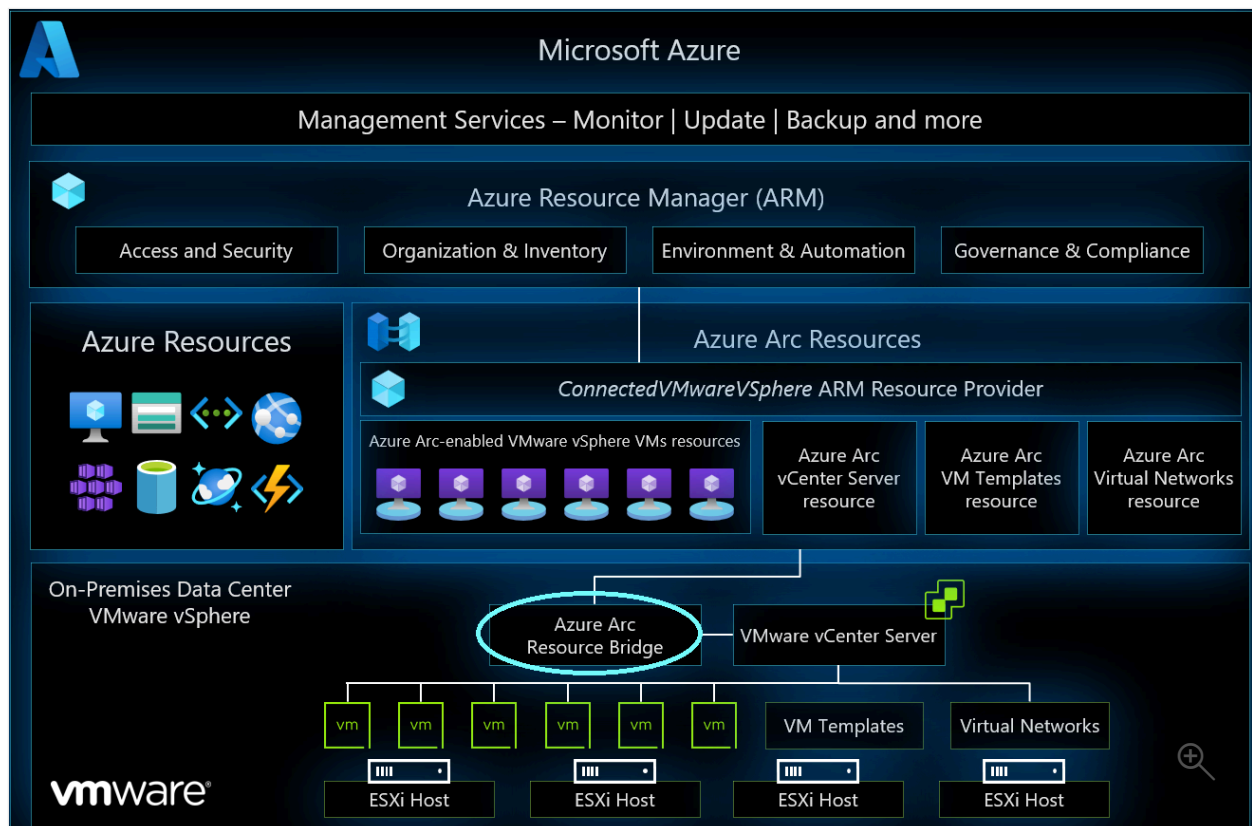 Microsoft Azure
Management Services – Monitor | Update | Backup and more
Azure Resource Manager (ARM)
Access and Security
Organization & Inventory
Environment & Automation
Governance & Compliance
Azure Resources
Azure Arc Resources
ConnectedVMwareVSphere ARM Resource Provider
Azure Arc-enabled VMware vSphere VMs resources
Azure Arc
vCenter Server
resource
Azure Arc
VM Templates
resource
Azure Arc
Virtual Networks
resource
On-Premises Data Center
VMware vSphere
Azure Arc
Resource Bridge
VMware vCenter Server
vm
vm
vm
vm
vm
vm
VM Templates
Virtual Networks
vmware®
ESXi Host
ESXi Host
ESXi Host
ESXi Host